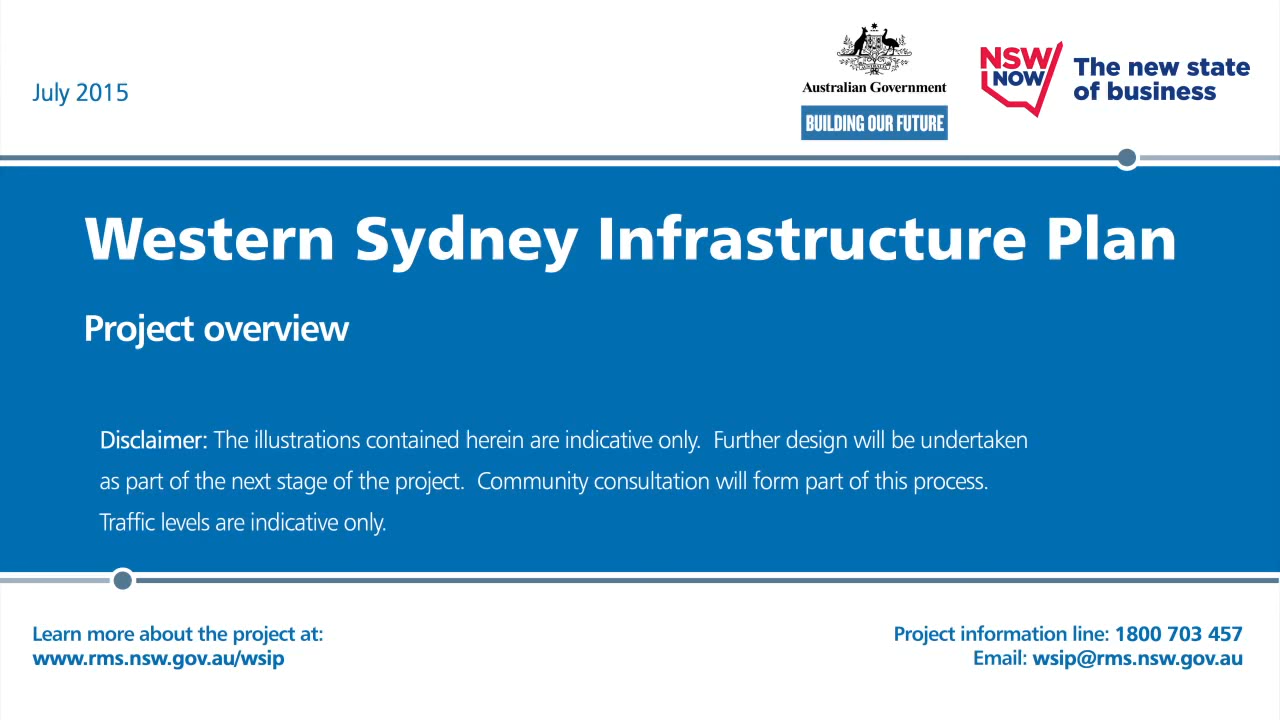 July 2015
Australian Government
BUILDING OUR FUTURE
NSW
NOW
The new state
of business
Western Sydney Infrastructure Plan
Project overview
Disclaimer: The illustrations contained herein are indicative only. Further design will be undertaken
as part of the next stage of the project. Community consultation will form part of this process.
Traffic levels are indicative only.
Learn more about the project at:
www.rms.nsw.gov.au/wsip
Project information line: 1800 703 457
Email: wsip@rms.nsw.gov.au